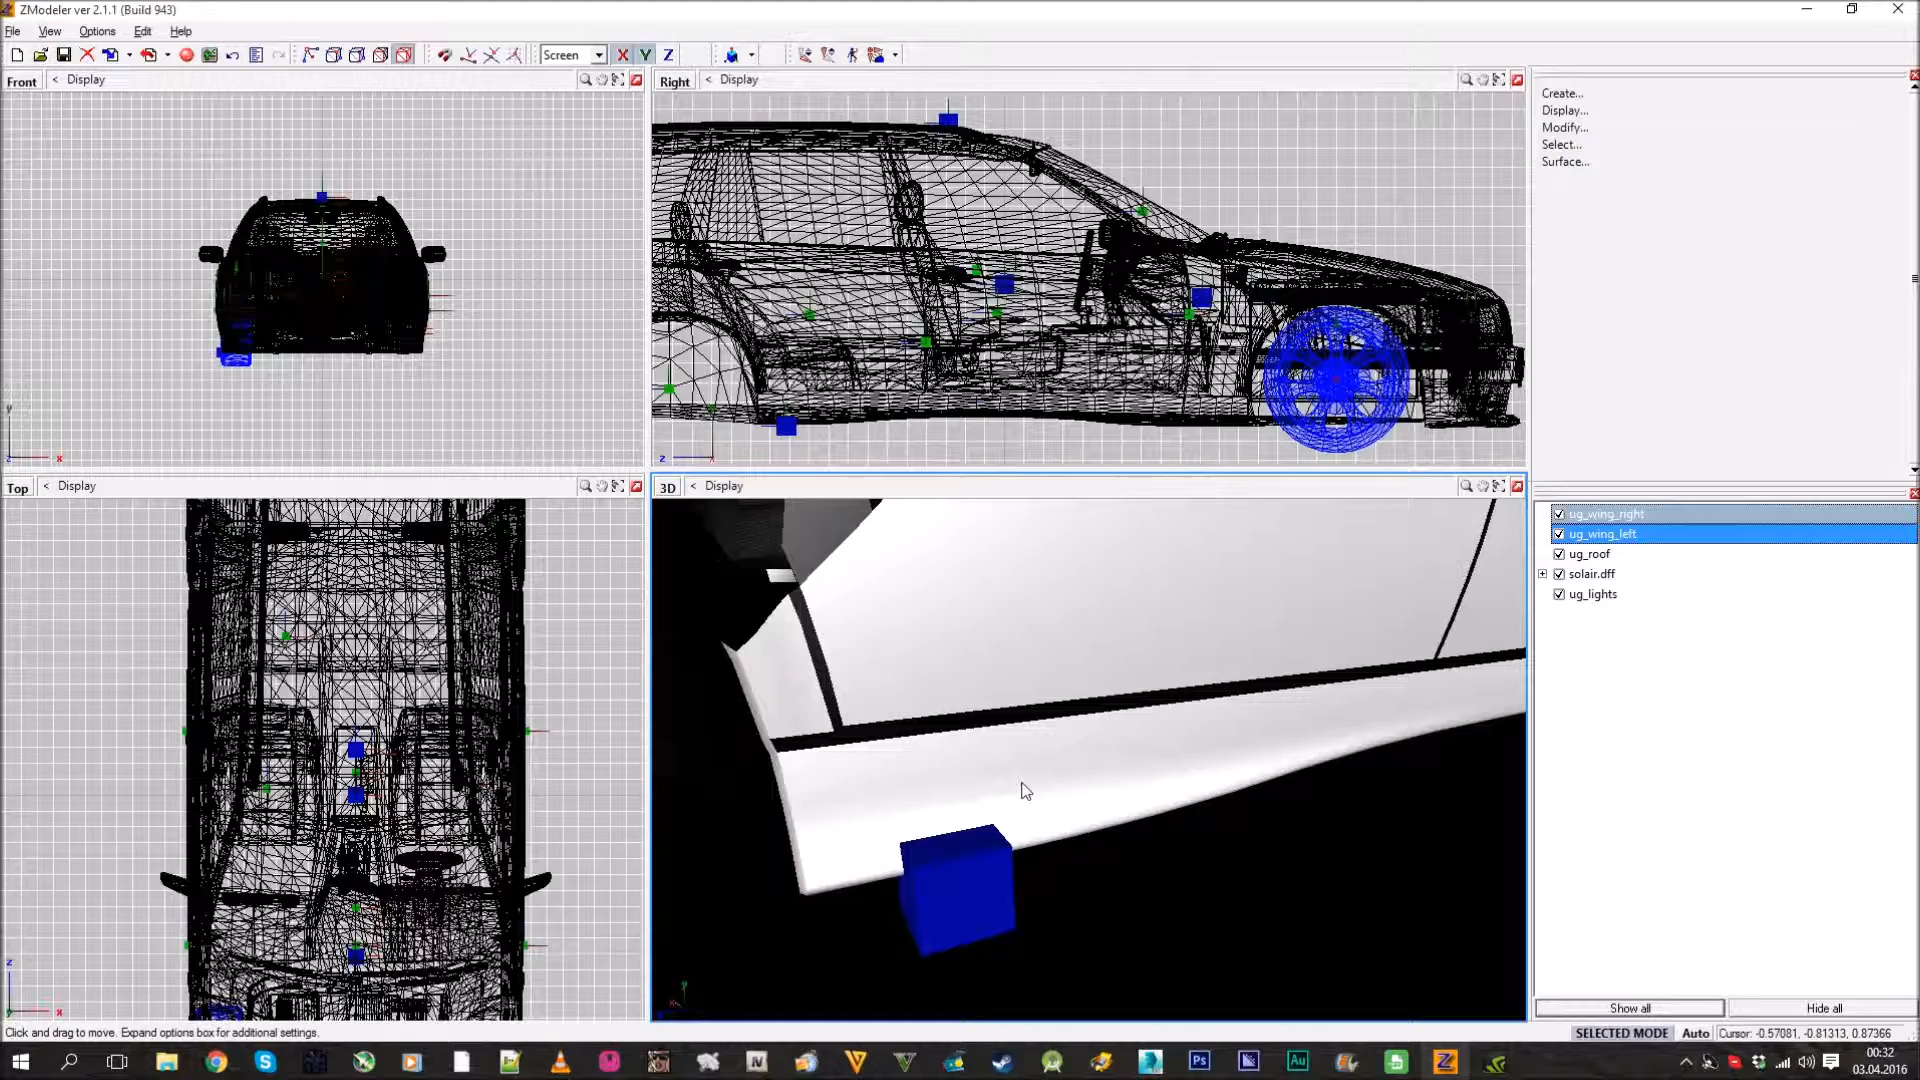 ZModeler ver 2.1.1 (Build 943)
File View Options Edit Help
Screen X Y Z
Front < Display
Right < Display
Create...
Display...
Modify...
Select...
Surface...
y
z x
z x
Top < Display
3D < Display
ug_wing_right
ug_wing_left
ug_roof
solair.dff
ug_lights
z
y x
y
x
Show all Hide all
Click and drag to move. Expand options box for additional settings.
SELECTED MODE Auto Cursor: -0.57081, -0.81313, 0.87366
IV Ps Au Z
00:32
03.04.2016